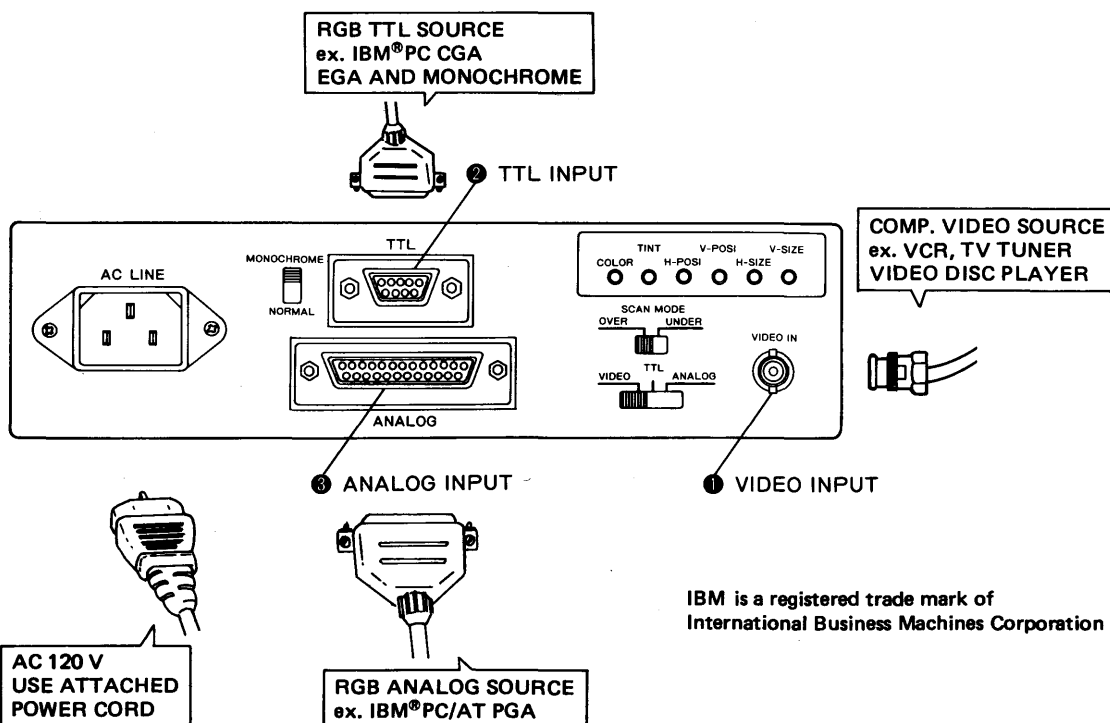 RGB TTL SOURCE
ex. IBM®PC CGA
EGA AND MONOCHROME
❷ TTL INPUT
COMP. VIDEO SOURCE
ex. VCR, TV TUNER
VIDEO DISC PLAYER
AC LINE
MONOCHROME
NORMAL
TTL
ANALOG
TINT V-POSI V-SIZE
COLOR H-POSI H-SIZE
SCAN MODE
OVER UNDER
TTL
VIDEO ANALOG
VIDEO IN
❸ ANALOG INPUT
❶ VIDEO INPUT
IBM is a registered trade mark of
International Business Machines Corporation
AC 120 V
USE ATTACHED
POWER CORD
RGB ANALOG SOURCE
ex. IBM®PC/AT PGA